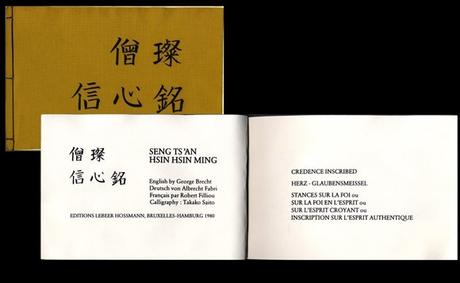 僧 璨
信 心 銘
僧 璨
信 心 銘
SENG TS'AN
HSIN HSIN MING
English by George Brecht
Deutsch von Albrecht Fabri
Français par Robert Filliou
Calligraphy : Takako Saito
EDITIONS LEBEER HOSSMANN, BRUXELLES-HAMBURG 1980
CREDENCE INSCRIBED
HERZ - GLAUBENSMEISSEL
STANCES SUR LA FOI ou
SUR LA FOI EN L'ESPRIT ou
SUR L'ESPRIT CROYANT ou
INSCRIPTION SUR L'ESPRIT AUTHENTIQUE